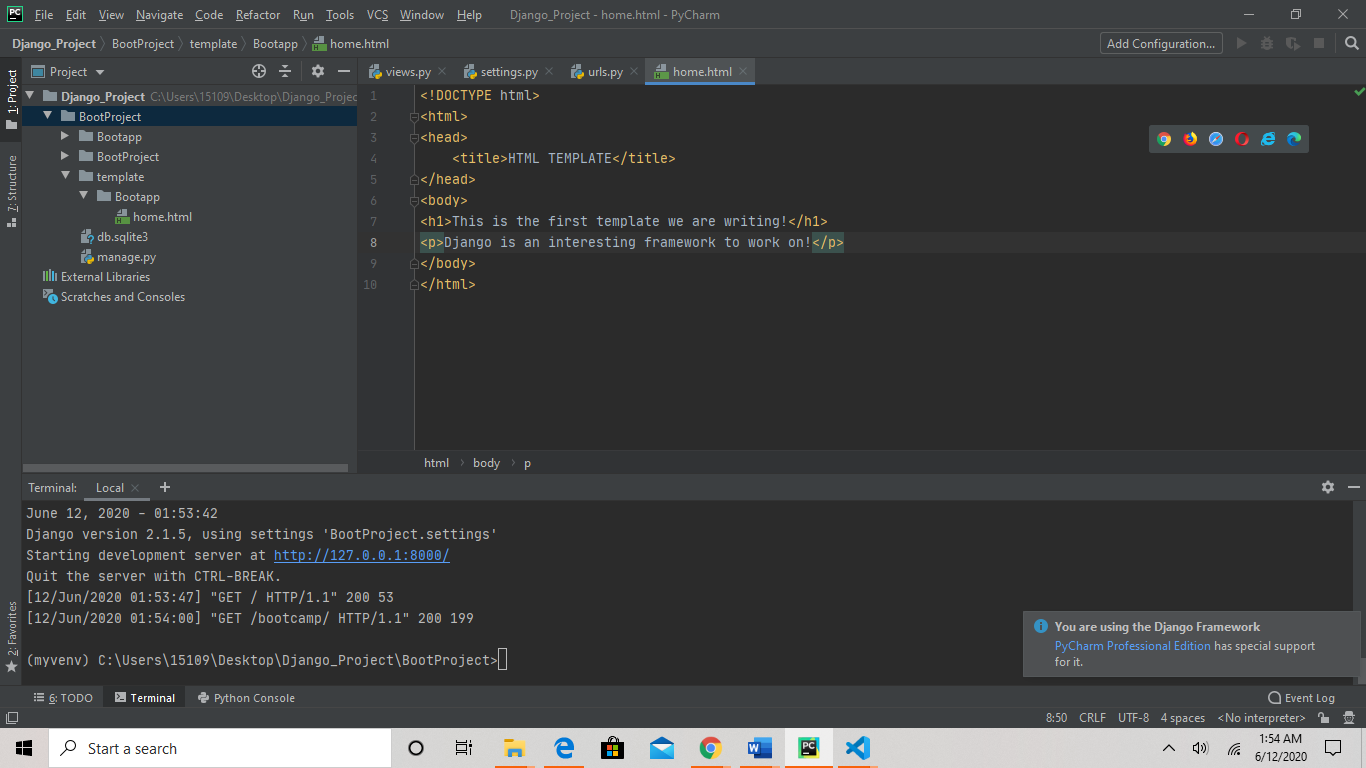 PC File Edit View Navigate Code Refactor Run Tools VCS Window Help Django_Project - home.html - PyCharm
Django_Project BootProject template Bootapp home.html Add Configuration...
1: Project
Project
views.py settings.py urls.py home.html
Django_Project C:\Users\15109\Desktop\Django_Projec
BootProject
Bootapp
BootProject
template
Bootapp
home.html
db.sqlite3
manage.py
External Libraries
Scratches and Consoles
7: Structure
1 <!DOCTYPE html>
2 <html>
3 <head>
4 <title>HTML TEMPLATE</title>
5 </head>
6 <body>
7 <h1>This is the first template we are writing!</h1>
8 <p>Django is an interesting framework to work on!</p>
9 </body>
10 </html>
html body p
Terminal: Local +
June 12, 2020 - 01:53:42
Django version 2.1.5, using settings 'BootProject.settings'
Starting development server at http://127.0.0.1:8000/
Quit the server with CTRL-BREAK.
[12/Jun/2020 01:53:47] "GET / HTTP/1.1" 200 53
[12/Jun/2020 01:54:00] "GET /bootcamp/ HTTP/1.1" 200 199
(myvenv) C:\Users\15109\Desktop\Django_Project\BootProject>
2: Favorites
You are using the Django Framework
PyCharm Professional Edition has special support
for it.
6: TODO Terminal Python Console Event Log
8:50 CRLF UTF-8 4 spaces <No interpreter>
Start a search
PC
1:54 AM
6/12/2020